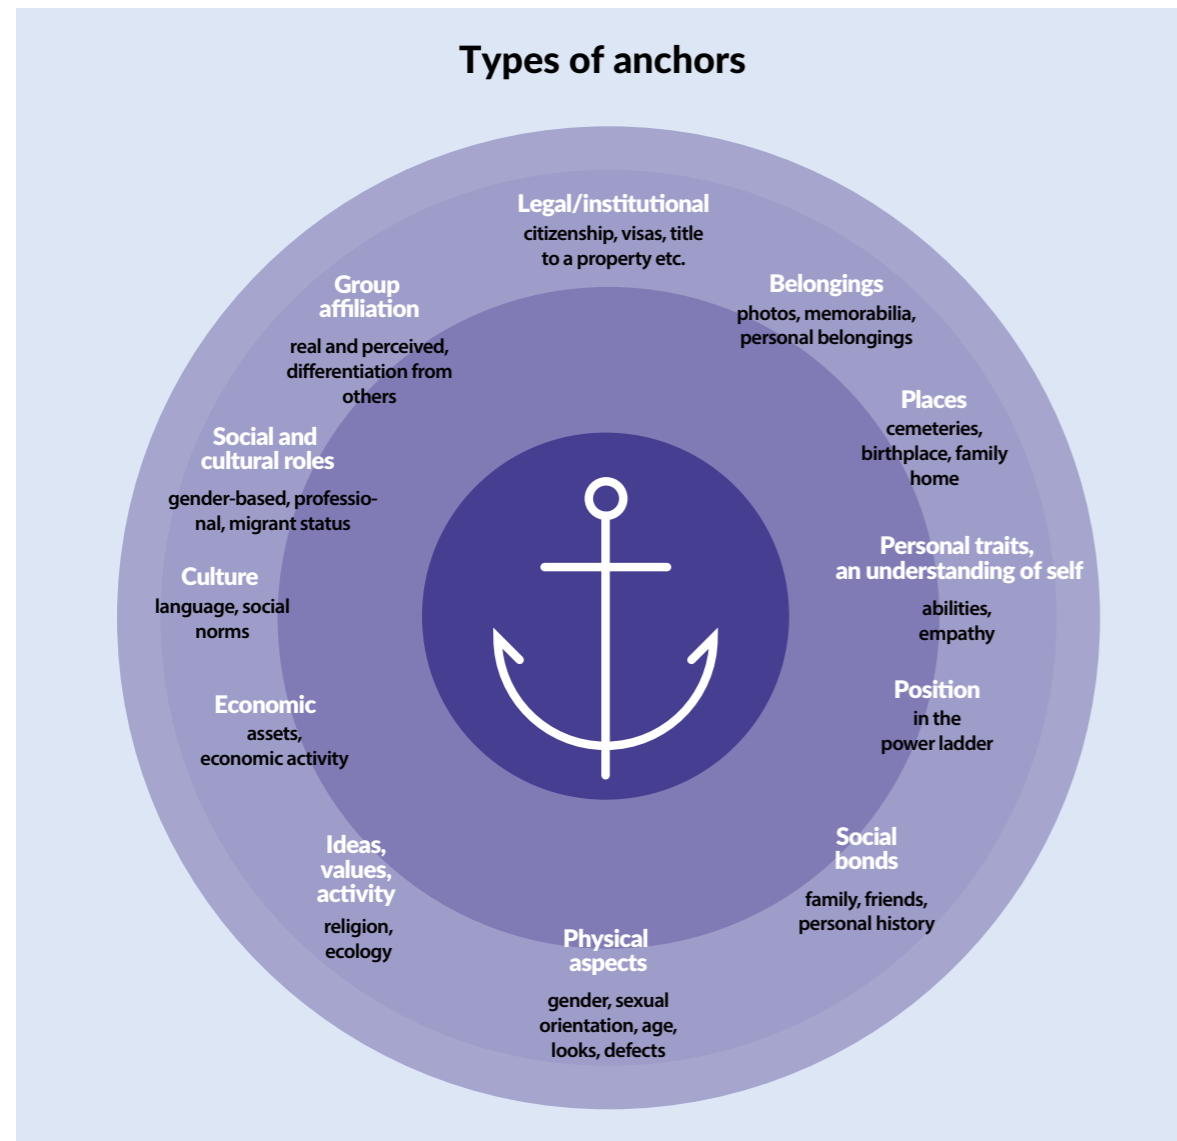 Types of anchors
Legal/institutional
citizenship, visas, title
to a property etc.
Belongings
photos, memorabilia,
personal belongings
Places
cemeteries,
birthplace, family
home
Personal traits,
an understanding of self
abilities,
empathy
Position
in the
power ladder
Social
bonds
family, friends,
personal history
Physical
aspects
gender, sexual
orientation, age,
looks, defects
Ideas,
values,
activity
religion,
ecology
Economic
assets,
economic activity
Culture
language, social
norms
Social and
cultural roles
gender-based, professio-
nal, migrant status
Group
affiliation
real and perceived,
differentiation from
others